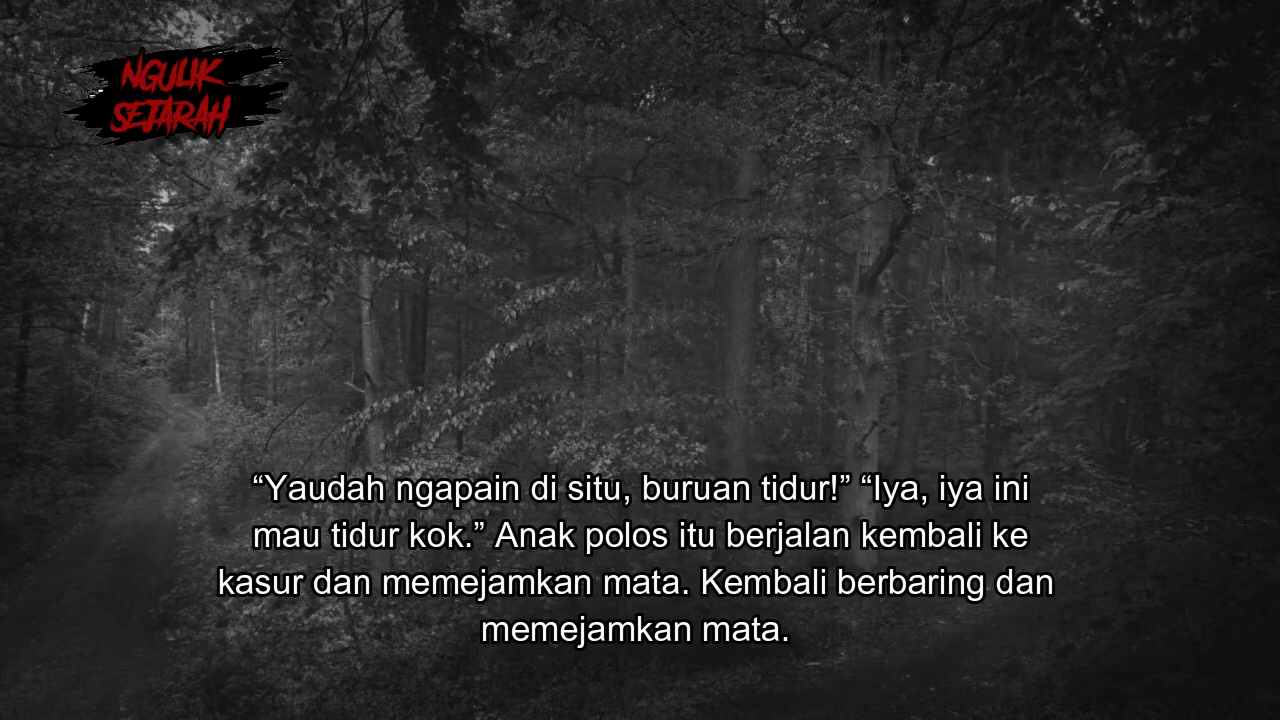 NGULIK
SEJARAH
“Yaudah ngapain di situ, buruan tidur!” “Iya, iya ini
mau tidur kok.” Anak polos itu berjalan kembali ke
kasur dan memejamkan mata. Kembali berbaring dan
memejamkan mata.